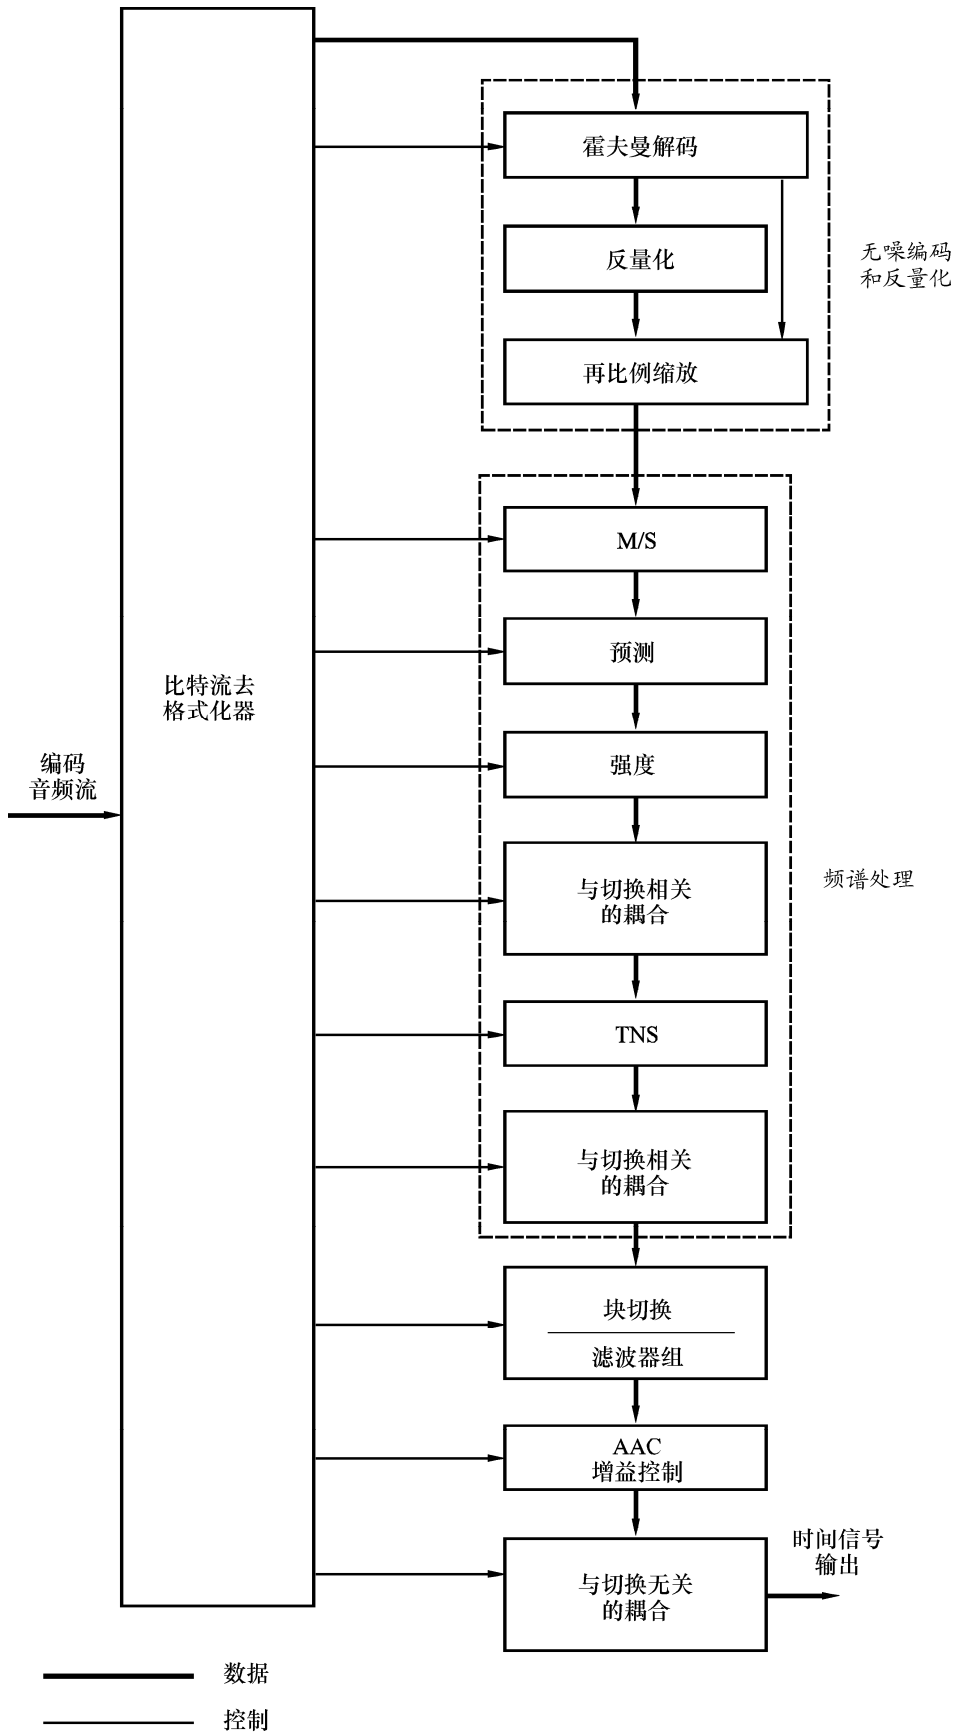 霍夫曼解码
反量化
无噪编码
和反量化
再比例缩放
M/S
预测
比特流去
格式化器
编码
音频流
强度
与切换相关
的耦合
频谱处理
TNS
与切换相关
的耦合
块切换
滤波器组
AAC
增益控制
与切换无关
的耦合
时间信号
输出
数据
控制